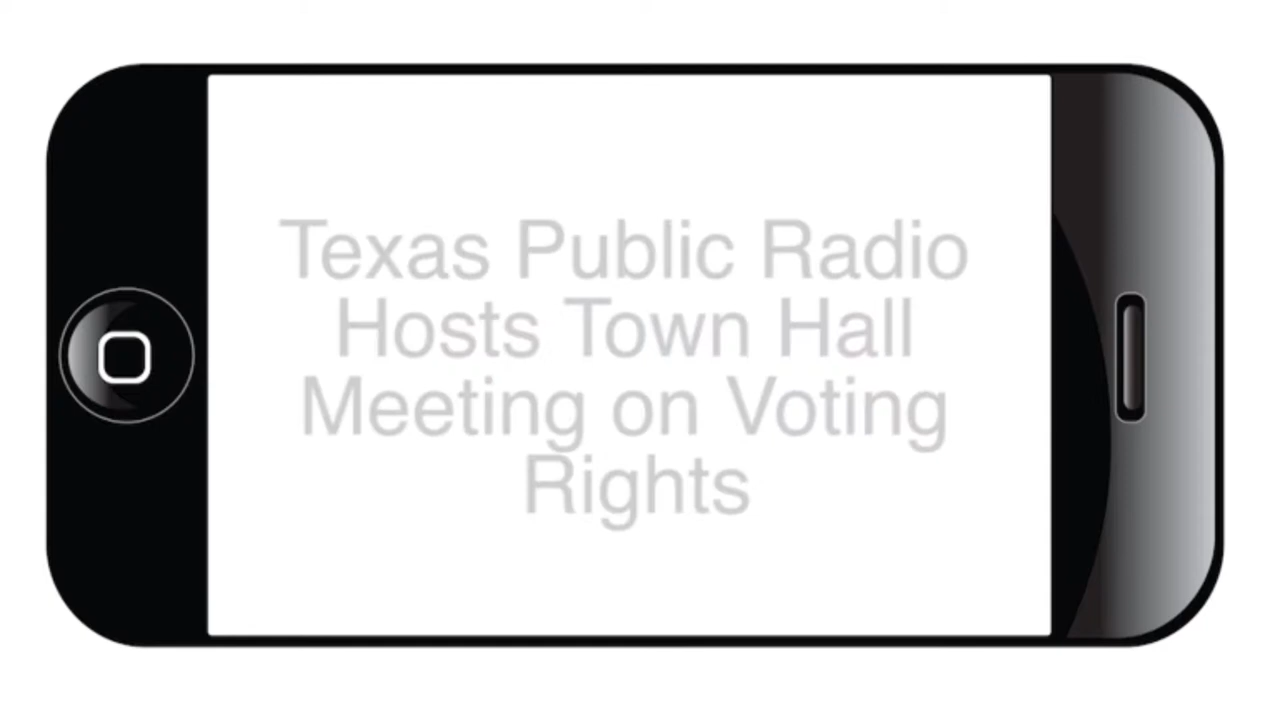 Texas Public Radio
Hosts Town Hall
Meeting on Voting
Rights